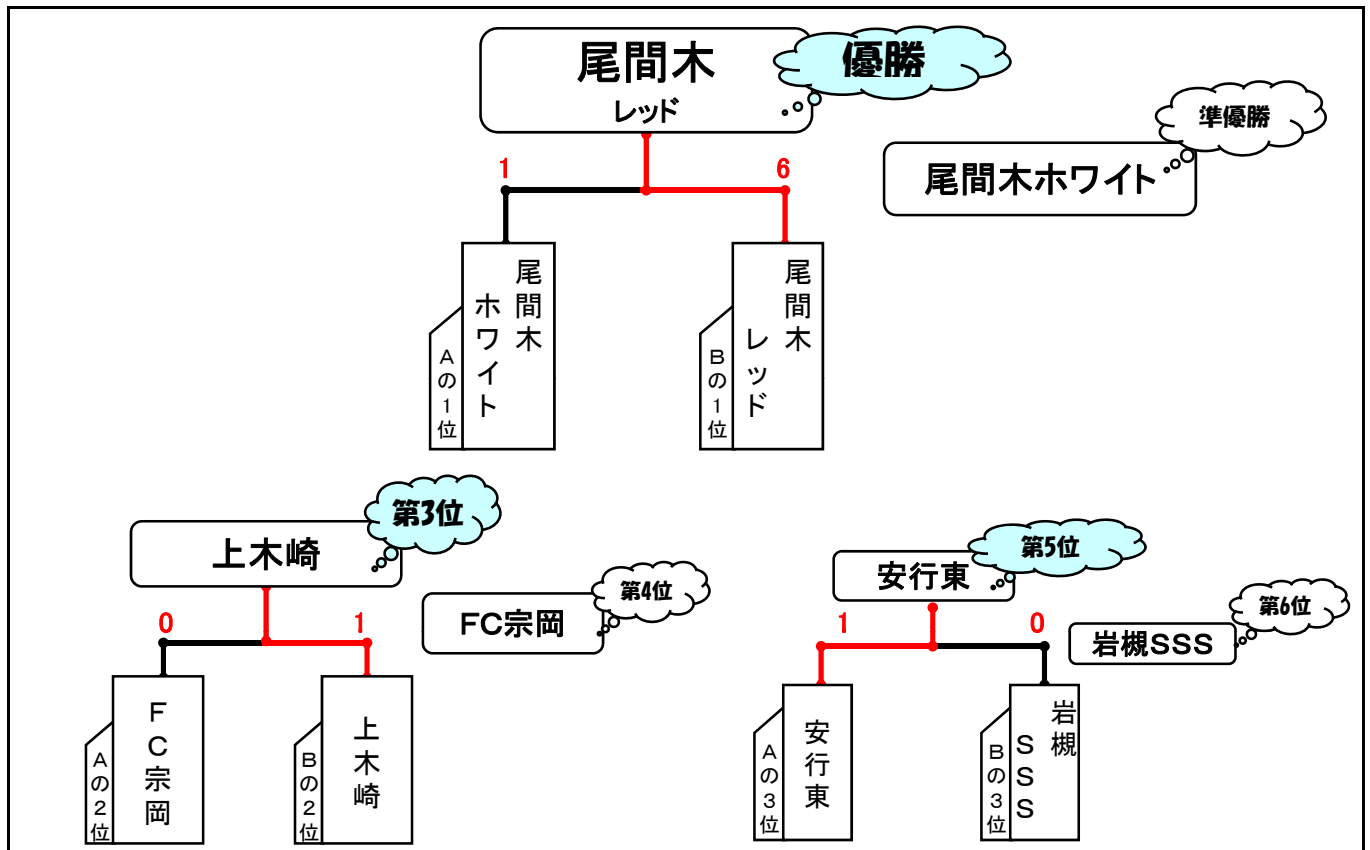 尾間木
レッド
優勝
準優勝
尾間木ホワイト
1
6
尾間木
ホワイト
Aの1位
尾間木
レッド
Bの1位
第3位
上木崎
第4位
FC宗岡
0
1
FC宗岡
Aの2位
上木崎
Bの2位
第5位
安行東
第6位
岩槻SSS
1
0
安行東
Aの3位
岩槻
SSS
Bの3位